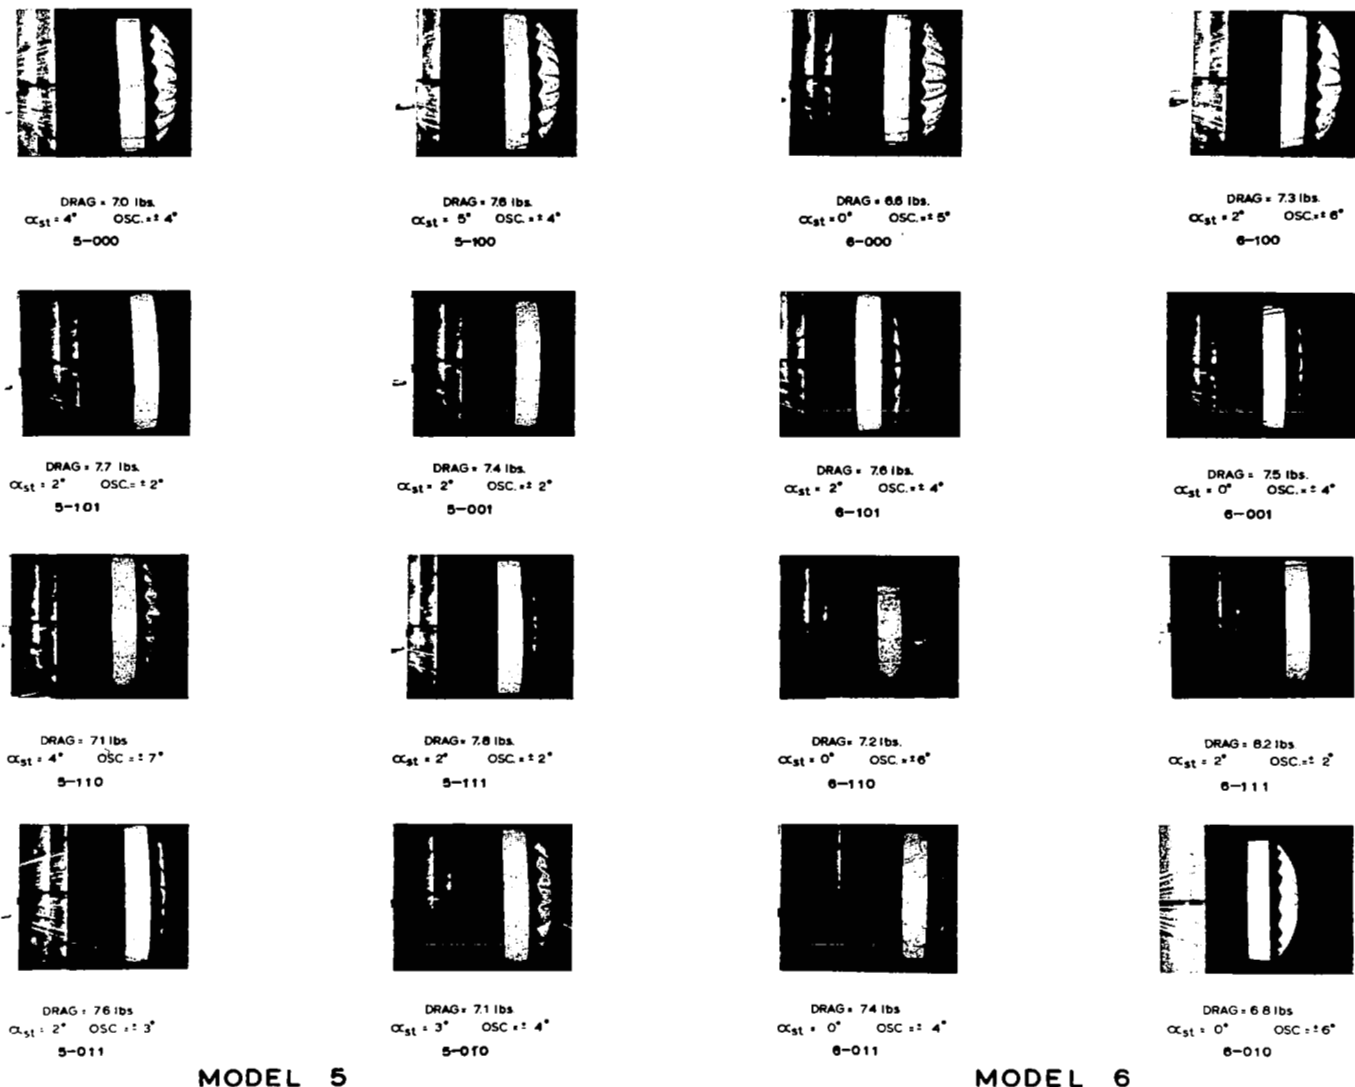 DRAG = 7.0 lbs.
αst = 4° OSC. = ± 4°
5-000
DRAG = 7.6 lbs.
αst = 5° OSC. = ± 4°
5-100
DRAG = 6.6 lbs.
αst = 0° OSC. = ± 5°
6-000
DRAG = 7.3 lbs.
αst = 2° OSC. = ± 6°
6-100
DRAG = 7.7 lbs.
αst = 2° OSC. = ± 2°
5-101
DRAG = 7.4 lbs.
αst = 2° OSC. = ± 2°
5-001
DRAG = 7.6 lbs.
αst = 2° OSC. = ± 4°
6-101
DRAG = 7.5 lbs.
αst = 0° OSC. = ± 4°
6-001
DRAG = 7.1 lbs
αst = 4° OSC = ± 7°
5-110
DRAG = 7.8 lbs.
αst = 2° OSC. = ± 2°
5-111
DRAG = 7.2 lbs.
αst = 0° OSC. = ± 6°
6-110
DRAG = 8.2 lbs
αst = 2° OSC. = ± 2°
6-111
DRAG = 7.6 lbs
αst = 2° OSC = ± 3°
5-011
DRAG = 7.1 lbs
αst = 3° OSC = ± 4°
5-010
DRAG = 7.4 lbs
αst = 0° OSC = ± 4°
6-011
DRAG = 6.8 lbs
αst = 0° OSC = ± 6°
6-010
MODEL 5
MODEL 6